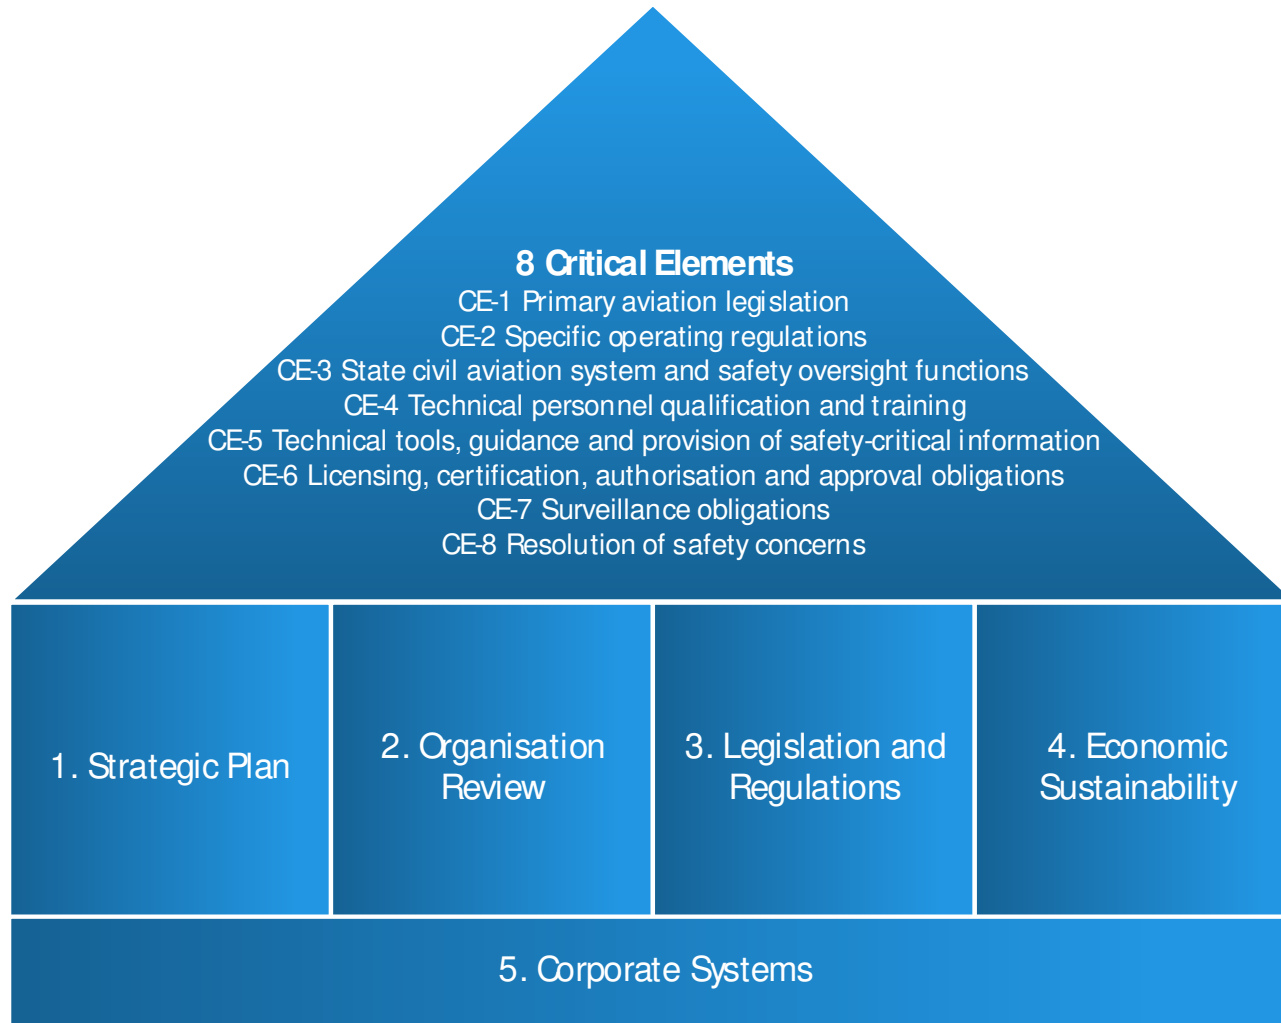 8 Critical Elements
CE-1 Primary aviation legislation
CE-2 Specific operating regulations
CE-3 State civil aviation system and safety oversight functions
CE-4 Technical personnel qualification and training
CE-5 Technical tools, guidance and provision of safety-critical information
CE-6 Licensing, certification, authorisation and approval obligations
CE-7 Surveillance obligations
CE-8 Resolution of safety concerns
1. Strategic Plan
2. Organisation
Review
3. Legislation and
Regulations
4. Economic
Sustainability
5. Corporate Systems